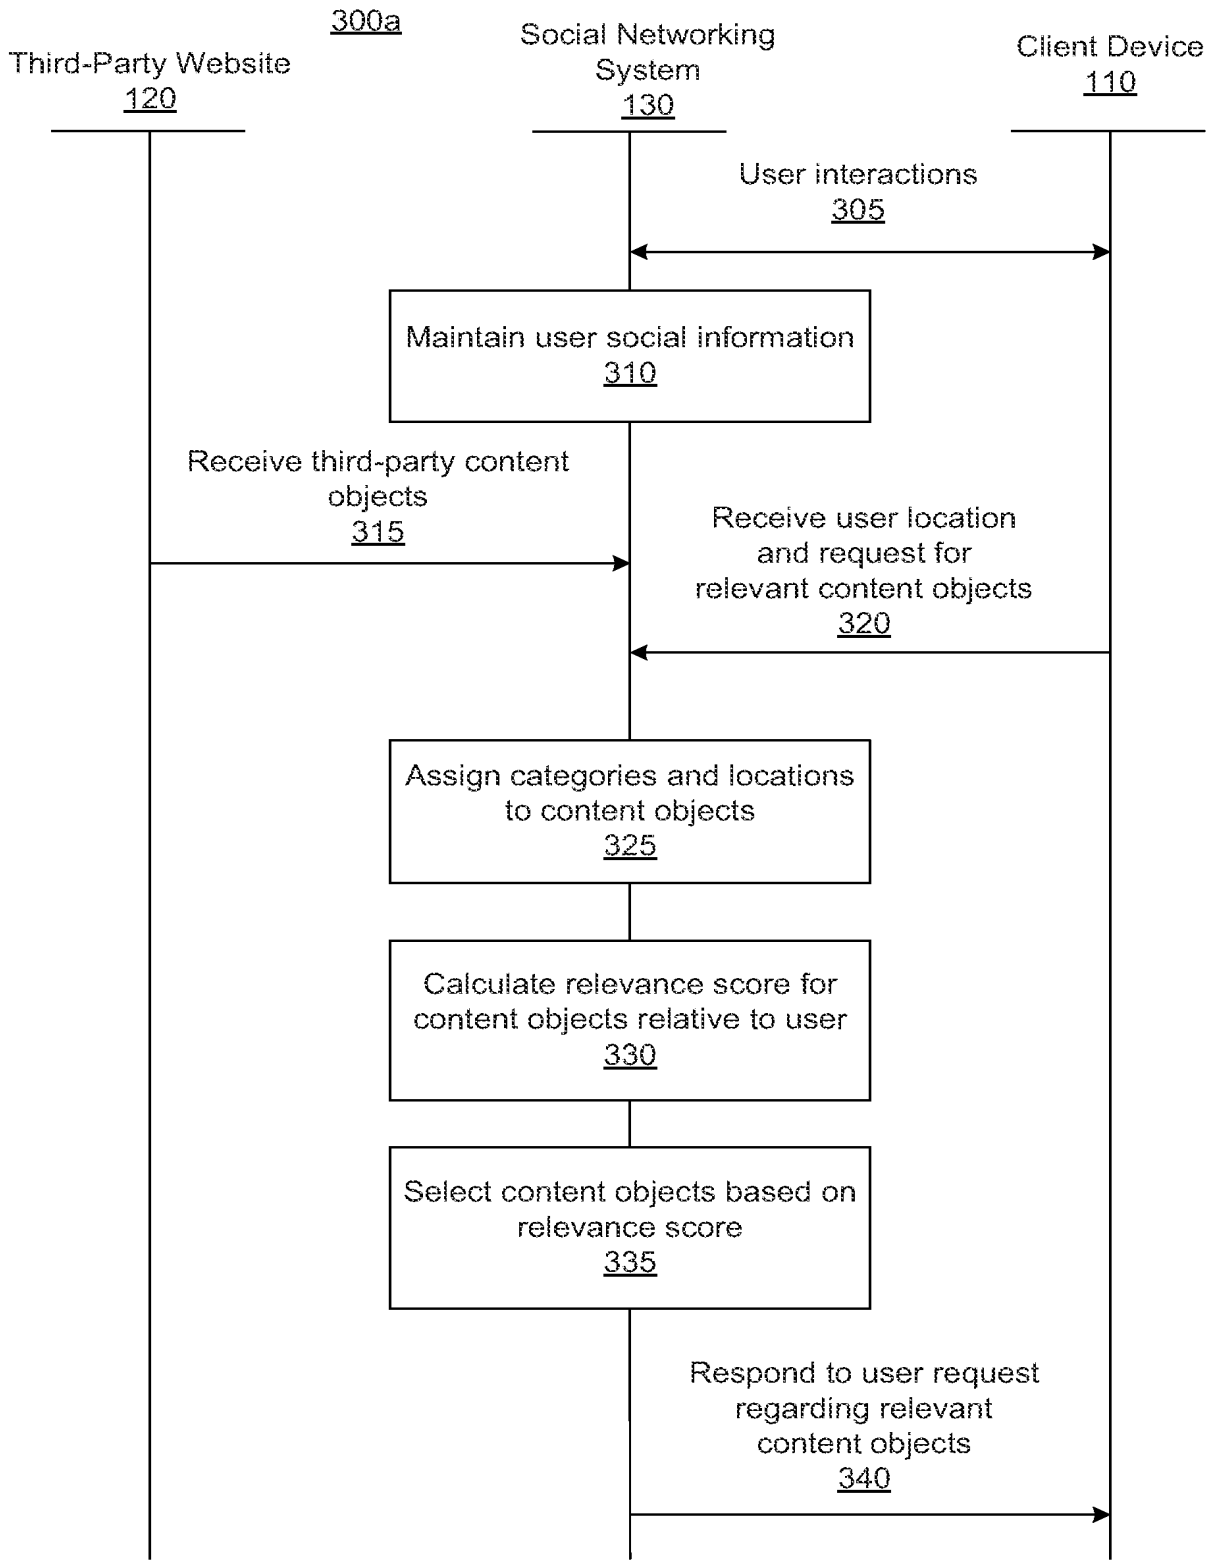 300a
Third-Party Website
120
Social Networking
System
130
Client Device
110
User interactions
305
Maintain user social information
310
Receive third-party content
objects
315
Receive user location
and request for
relevant content objects
320
Assign categories and locations
to content objects
325
Calculate relevance score for
content objects relative to user
330
Select content objects based on
relevance score
335
Respond to user request
regarding relevant
content objects
340